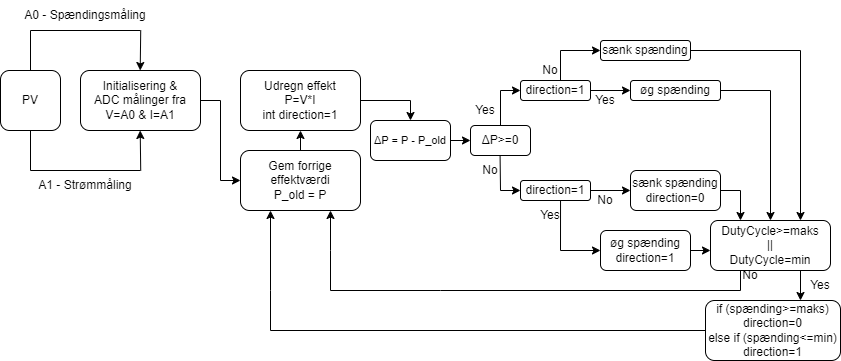 A0 - Spændingsmåling
PV
A1 - Strømmåling
Initialisering &
ADC målinger fra
V=A0 & I=A1
Udregn effekt
P=V*I
int direction=1
Gem forrige
effektværdi
P_old = P
ΔP = P - P_old
ΔP>=0
Yes
No
direction=1
No
Yes
sænk spænding
øg spænding
direction=1
No
Yes
sænk spænding
direction=0
øg spænding
direction=1
DutyCycle>=maks
||
DutyCycle=min
No
Yes
if (spænding>=maks)
direction=0
else if (spænding<=min)
direction=1